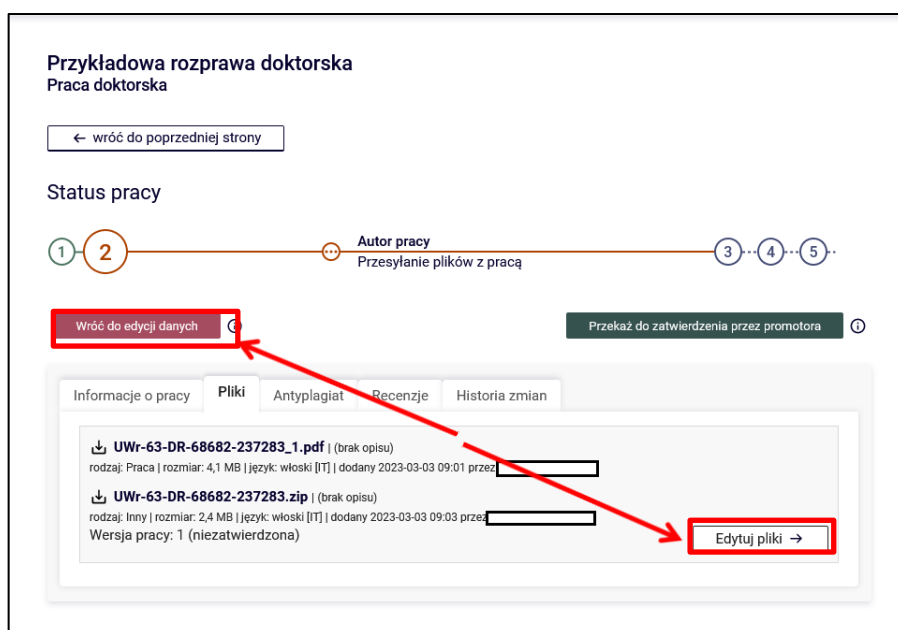 Przykładowa rozprawa doktorska
Praca doktorska
← wróć do poprzedniej strony
Status pracy
1 2 Autor pracy 3 4 5
Przesyłanie plików z pracą
Wróć do edycji danych Przekaż do zatwierdzenia przez promotora
Informacje o pracy Pliki Antyplagiat Recenzje Historia zmian
UWr-63-DR-68682-237283_1.pdf | (brak opisu)
rodzaj: Praca | rozmiar: 4,1 MB | język: włoski [IT] | dodany 2023-03-03 09:01 przez
UWr-63-DR-68682-237283.zip | (brak opisu)
rodzaj: Inny | rozmiar: 2,4 MB | język: włoski [IT] | dodany 2023-03-03 09:03 przez
Wersja pracy: 1 (niezatwierdzona)
Edytuj pliki →